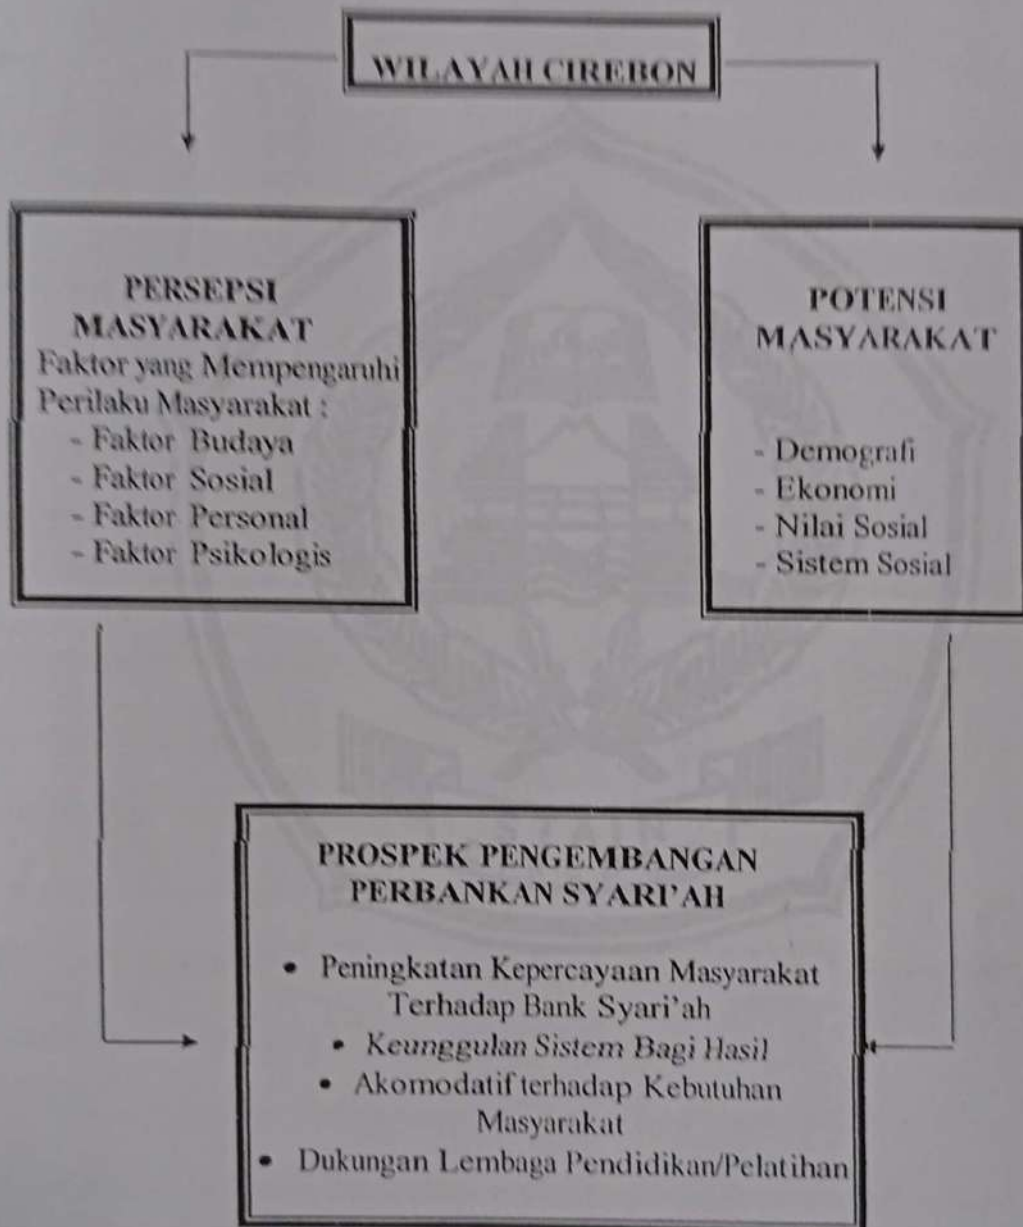 WILAYAH CIREBON
PERSEPSI
MASYARAKAT
Faktor yang Mempengaruhi
Perilaku Masyarakat :
- Faktor Budaya
- Faktor Sosial
- Faktor Personal
- Faktor Psikologis
POTENSI
MASYARAKAT
- Demografi
- Ekonomi
- Nilai Sosial
- Sistem Sosial
PROSPEK PENGEMBANGAN
PERBANKAN SYARI'AH
• Peningkatan Kepercayaan Masyarakat
Terhadap Bank Syari'ah
• Keunggulan Sistem Bagi Hasil
• Akomodatif terhadap Kebutuhan
Masyarakat
• Dukungan Lembaga Pendidikan/Pelatihan